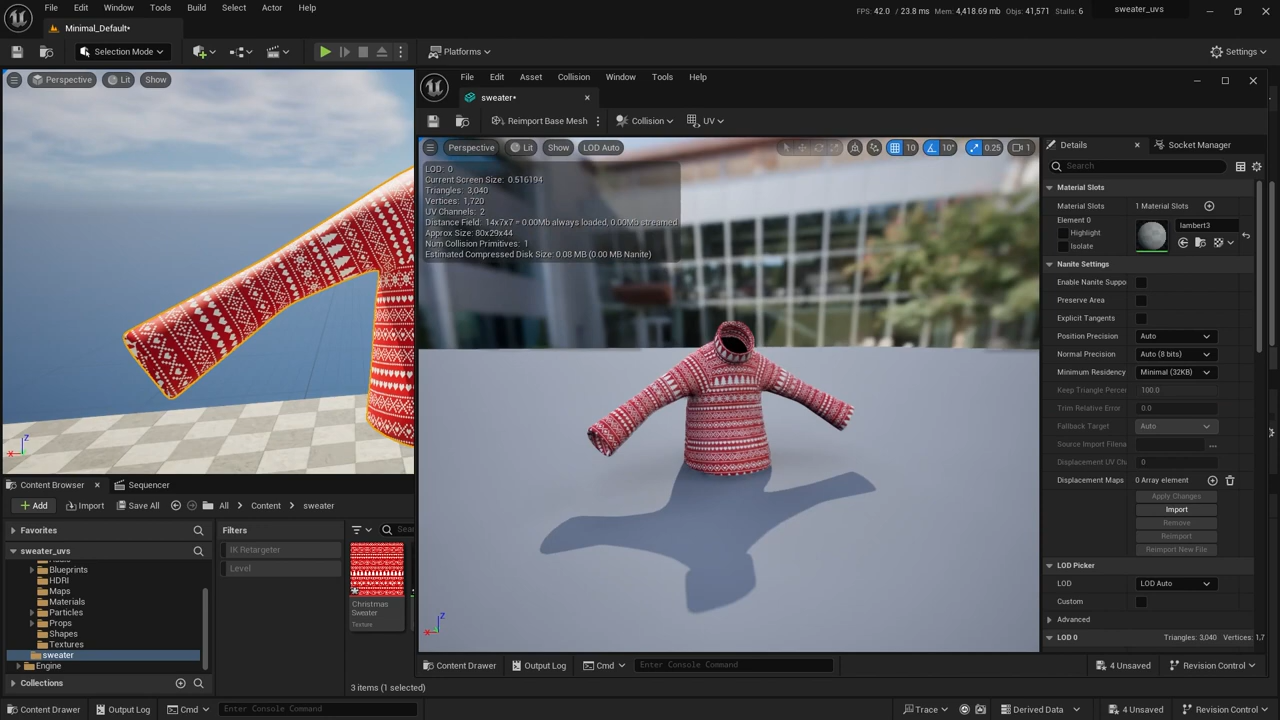 File Edit Window Tools Build Select Actor Help
FPS: 42.0 / 23.8 ms Mem: 4,418.69 mb Objs: 41,571 Stalls: 6 sweater_uvs
Minimal_Default*
Selection Mode Platforms Settings
Perspective Lit Show
File Edit Asset Collision Window Tools Help
sweater*
Reimport Base Mesh Collision UV
Perspective Lit Show LOD Auto 10 10° 0.25 1
LOD: 0
Current Screen Size: 0.516194
Triangles: 3,040
Vertices: 1,720
UV Channels: 2
Distance Field: 14x7x7 = 0.00Mb always loaded, 0.00Mb streamed
Approx Size: 80x29x44
Num Collision Primitives: 1
Estimated Compressed Disk Size: 0.08 MB (0.00 MB Nanite)
Z
X
Details Socket Manager
Search
Material Slots
Material Slots 1 Material Slots
Element 0
Highlight
Isolate
lambert3
Nanite Settings
Enable Nanite Suppo
Preserve Area
Explicit Tangents
Position Precision Auto
Normal Precision Auto (8 bits)
Minimum Residency Minimal (32KB)
Keep Triangle Perce 100.0
Trim Relative Error 0.0
Fallback Target Auto
Source Import Filena ...
Displacement UV Ch 0
Displacement Maps 0 Array element
Apply Changes
Import
Remove
Reimport
Reimport New File
LOD Picker
LOD LOD Auto
Custom
Advanced
LOD 0 Triangles: 3,040 Vertices: 1,7
Z
X
Content Drawer Output Log Cmd Enter Console Command 4 Unsaved Revision Control
Content Browser Sequencer
Add Import Save All All Content sweater
Favorites
sweater_uvs
Blueprints
HDRI
Maps
Materials
Particles
Props
Shapes
Textures
sweater
Engine
Collections
Filters
IK Retargeter
Level
Sear
Christmas
Sweater
Texture
3 items (1 selected)
Content Drawer Output Log Cmd Enter Console Command Trace Derived Data 4 Unsaved Revision Control